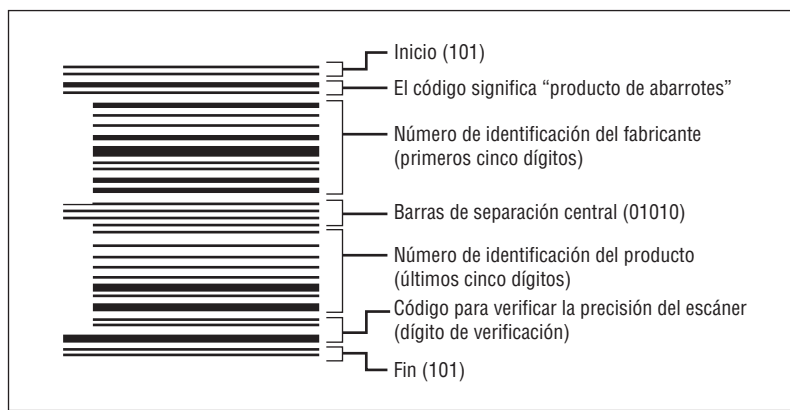 Inicio (101)
El código significa “producto de abarrotes”
Número de identificación del fabricante
(primeros cinco dígitos)
Barras de separación central (01010)
Número de identificación del producto
(últimos cinco dígitos)
Código para verificar la precisión del escáner
(dígito de verificación)
Fin (101)